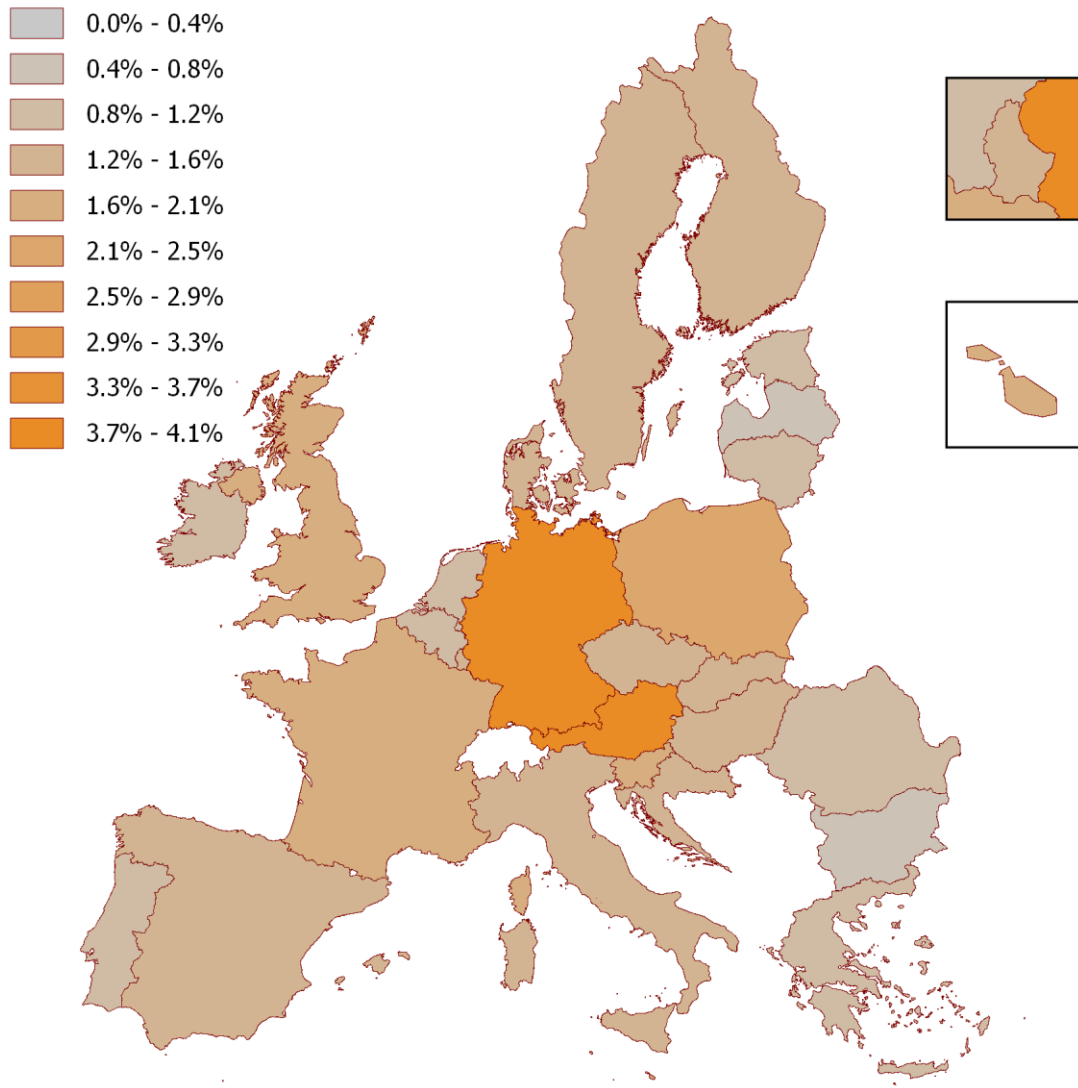 0.0% - 0.4%
0.4% - 0.8%
0.8% - 1.2%
1.2% - 1.6%
1.6% - 2.1%
2.1% - 2.5%
2.5% - 2.9%
2.9% - 3.3%
3.3% - 3.7%
3.7% - 4.1%